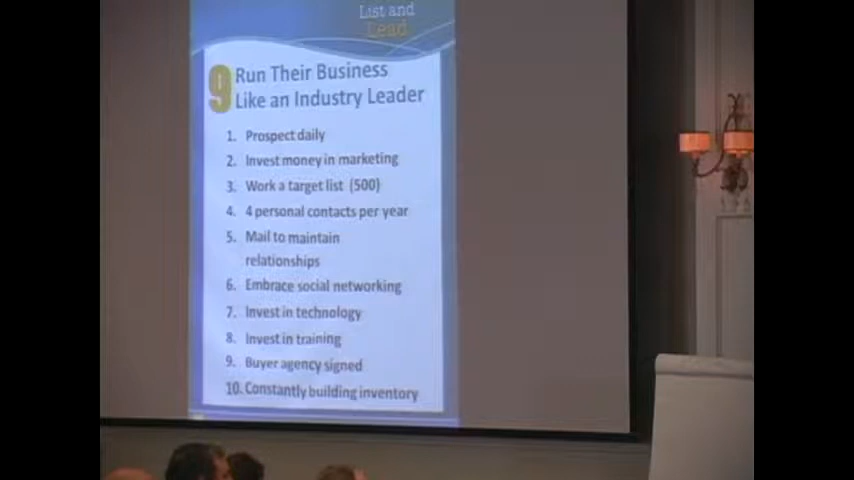 List and
Lead
9 Run Their Business
Like an Industry Leader
1. Prospect daily
2. Invest money in marketing
3. Work a target list (500)
4. 4 personal contacts per year
5. Mail to maintain
relationships
6. Embrace social networking
7. Invest in technology
8. Invest in training
9. Buyer agency signed
10. Constantly building inventory